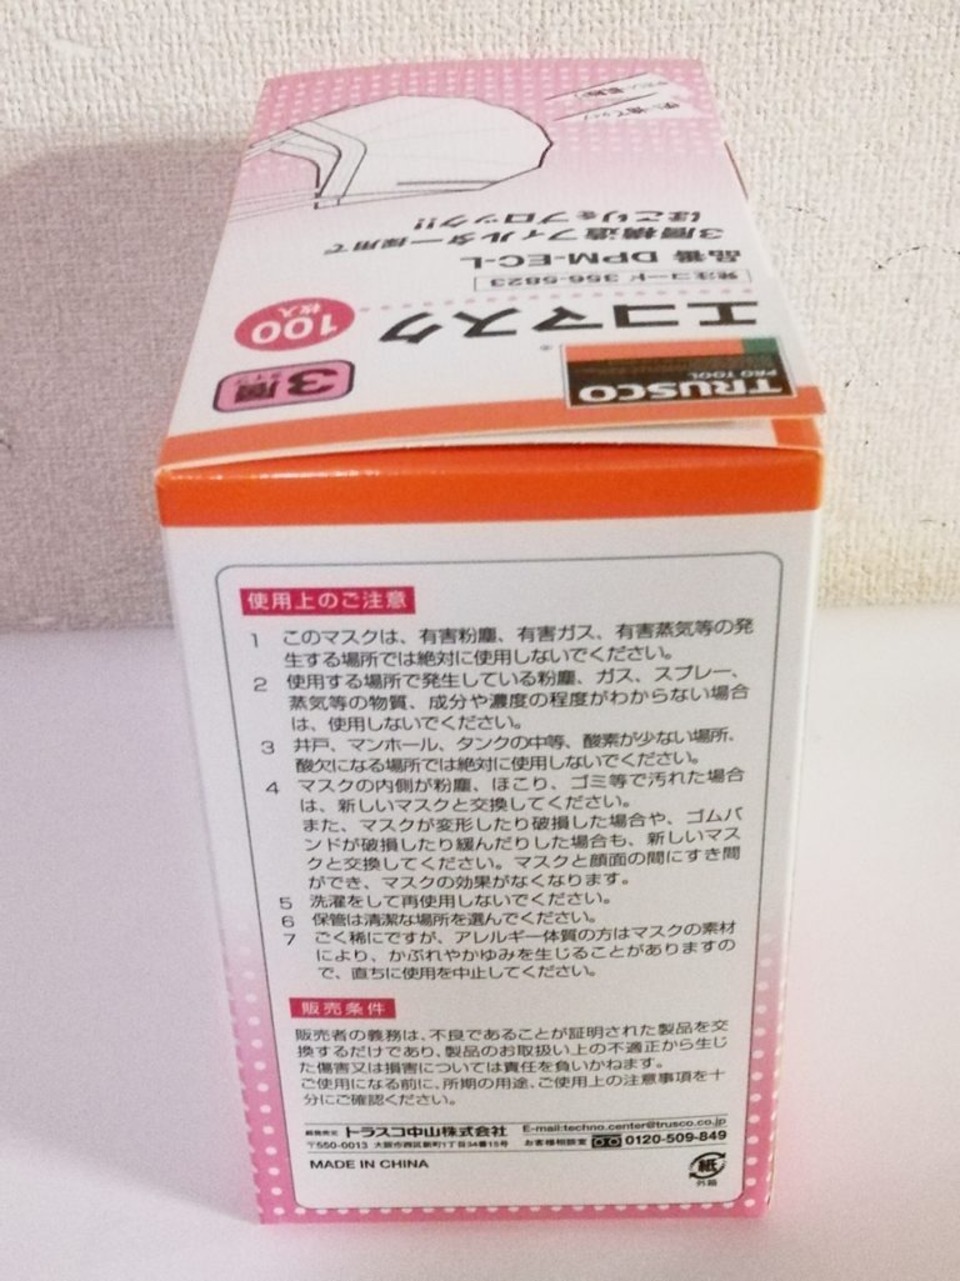 ほこりをブロック!!
3層構造フィルター採用で
品番 DPM-EC-L
発注コード 356-5823
エコマスク
100枚入
3層
TRUSCO
PRO TOOL
使用上のご注意
1 このマスクは、有害粉塵、有害ガス、有害蒸気等の発
生する場所では絶対に使用しないでください。
2 使用する場所で発生している粉塵、ガス、スプレー、
蒸気等の物質、成分や濃度の程度がわからない場合
は、使用しないでください。
3 井戸、マンホール、タンクの中等、酸素が少ない場所、
酸欠になる場所では絶対に使用しないでください。
4 マスクの内側が粉塵、ほこり、ゴミ等で汚れた場合
は、新しいマスクと交換してください。
また、マスクが変形したり破損した場合や、ゴムバ
ンドが破損したり緩んだりした場合も、新しいマス
クと交換してください。マスクと顔面の間にすき間
ができ、マスクの効果がなくなります。
5 洗濯をして再使用しないでください。
6 保管は清潔な場所を選んでください。
7 ごく稀にですが、アレルギー体質の方はマスクの素材
により、かぶれやかゆみを生じることがありますの
で、直ちに使用を中止してください。
販売条件
販売者の義務は、不良であることが証明された製品を交
換するだけであり、製品のお取扱い上の不適正から生じ
た傷害又は損害については責任を負いかねます。
ご使用になる前に、所期の用途、ご使用上の注意事項を十
分にご確認ください。
総発売元 トラスコ中山株式会社 E-mail:techno.center@trusco.co.jp
〒550-0013 大阪市西区新町1丁目34番15号 お客様相談室 0120-509-849
MADE IN CHINA
紙
外箱